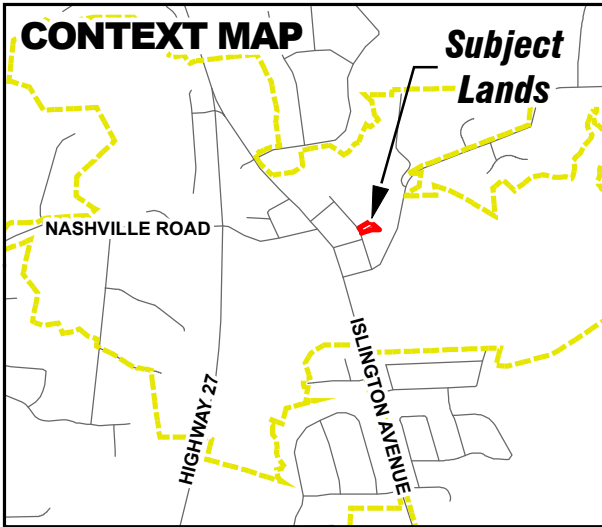 CONTEXT MAP
Subject
Lands
NASHVILLE ROAD
ISLINGTON AVENUE
HIGHWAY 27